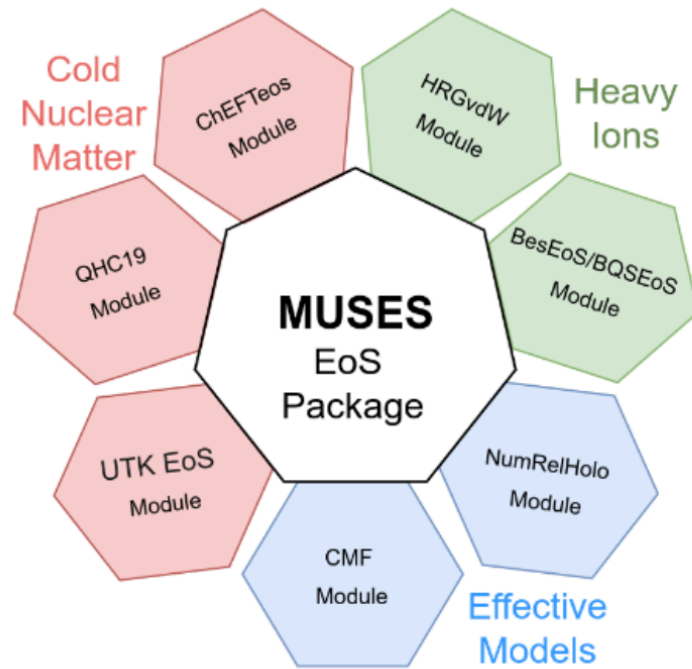 Cold
Nuclear
Matter
ChEFTeos
Module
HRGvdW
Module
Heavy
Ions
QHC19
Module
BesEoS/BQSEoS
Module
MUSES
EoS
Package
UTK EoS
Module
NumRelHolo
Module
CMF
Module
Effective
Models